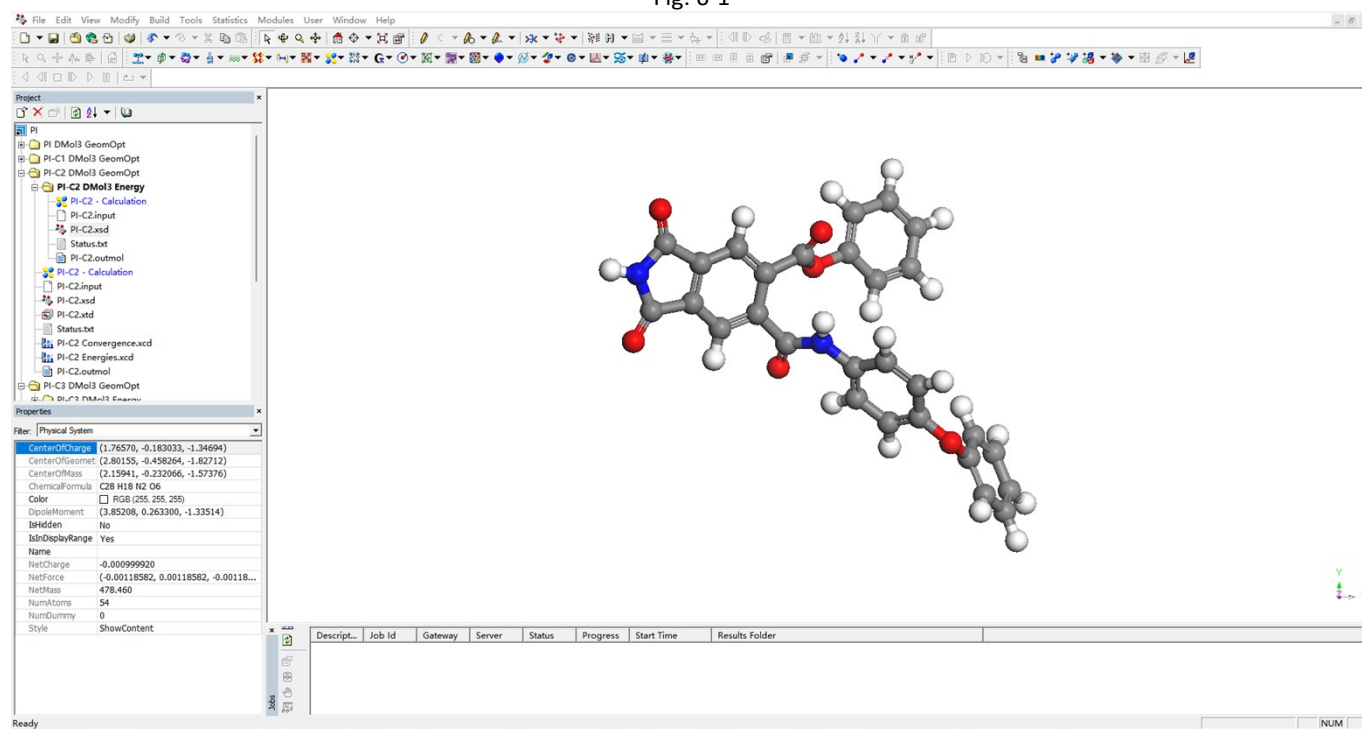 Fig. 6-1
File Edit View Modify Build Tools Statistics Modules User Window Help
Project
PI
PI DMol3 GeomOpt
PI-C1 DMol3 GeomOpt
PI-C2 DMol3 GeomOpt
PI-C2 DMol3 Energy
PI-C2 - Calculation
PI-C2.input
PI-C2.xsd
Status.txt
PI-C2.outmol
PI-C2 - Calculation
PI-C2.input
PI-C2.xsd
PI-C2.xtd
Status.txt
PI-C2 Convergence.xcd
PI-C2 Energies.xcd
PI-C2.outmol
PI-C3 DMol3 GeomOpt
PI-C3 DMol3 Energy
Properties
Filter: Physical System
CenterOfCharge (1.76570, -0.183033, -1.34694)
CenterOfGeomet (2.80155, -0.458264, -1.82712)
CenterOfMass (2.15941, -0.232066, -1.57376)
ChemicalFormula C28 H18 N2 O6
Color RGB (255, 255, 255)
DipoleMoment (3.85208, 0.263300, -1.33514)
IsHidden No
IsInDisplayRange Yes
Name
NetCharge -0.000999920
NetForce (-0.00118582, 0.00118582, -0.00118...
NetMass 478.460
NumAtoms 54
NumDummy 0
Style ShowContent
Descript... Job Id Gateway Server Status Progress Start Time Results Folder
Jobs
Y
Z
Ready
NUM